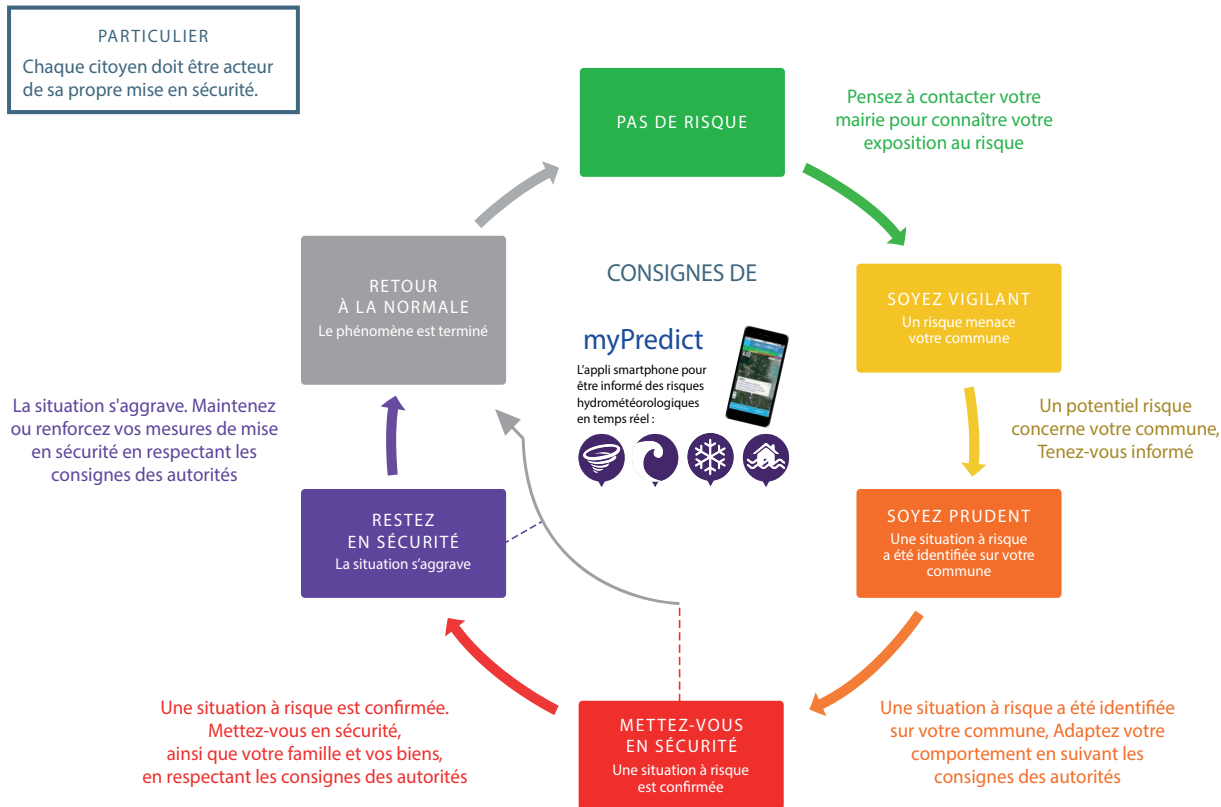 PARTICULIER
Chaque citoyen doit être acteur
de sa propre mise en sécurité.
PAS DE RISQUE
Pensez à contacter votre
mairie pour connaître votre
exposition au risque
RETOUR
À LA NORMALE
Le phénomène est terminé
CONSIGNES DE
SOYEZ VIGILANT
Un risque menace
votre commune
myPredict
L'appli smartphone pour
être informé des risques
hydrométéorologiques
en temps réel :
La situation s'aggrave. Maintenez
ou renforcez vos mesures de mise
en sécurité en respectant les
consignes des autorités
Un potentiel risque
concerne votre commune,
Tenez-vous informé
RESTEZ
EN SÉCURITÉ
La situation s'aggrave
SOYEZ PRUDENT
Une situation à risque
a été identifiée sur votre
commune
Une situation à risque est confirmée.
Mettez-vous en sécurité,
ainsi que votre famille et vos biens,
en respectant les consignes des autorités
METTEZ-VOUS
EN SÉCURITÉ
Une situation à risque
est confirmée
Une situation à risque a été identifiée
sur votre commune, Adaptez votre
comportement en suivant les
consignes des autorités